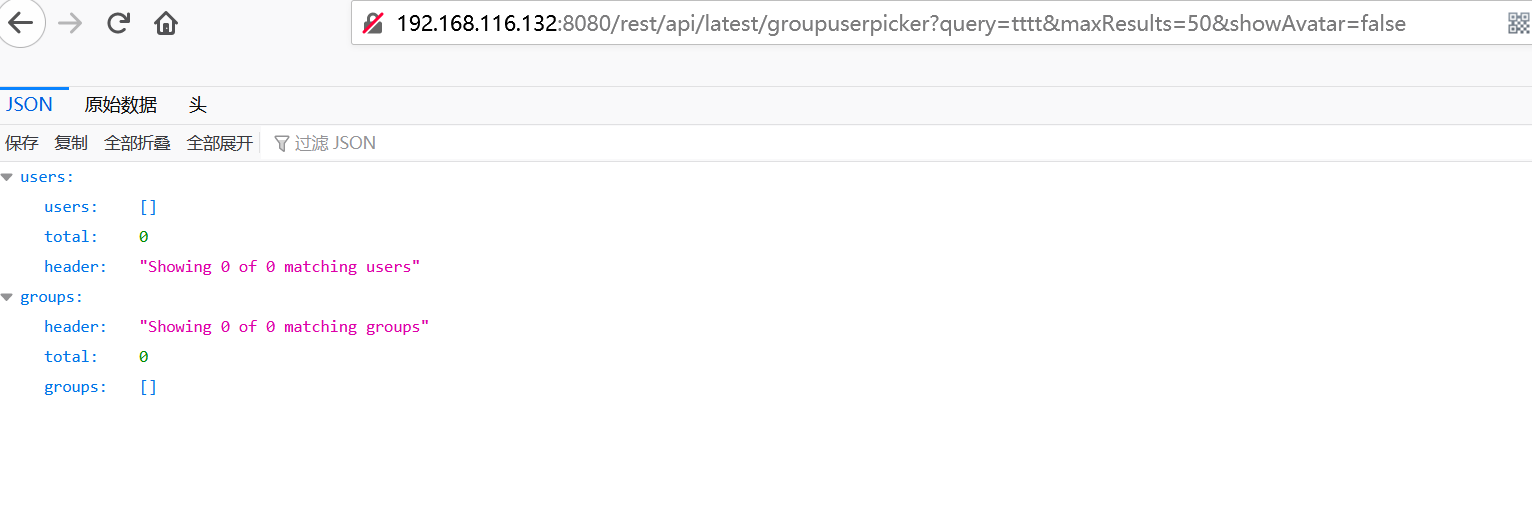 192.168.116.132:8080/rest/api/latest/groupuserpicker?query=tttt&maxResults=50&showAvatar=false
JSON 原始数据 头
保存 复制 全部折叠 全部展开 过滤 JSON
users:
users: []
total: 0
header: "Showing 0 of 0 matching users"
groups:
header: "Showing 0 of 0 matching groups"
total: 0
groups: []